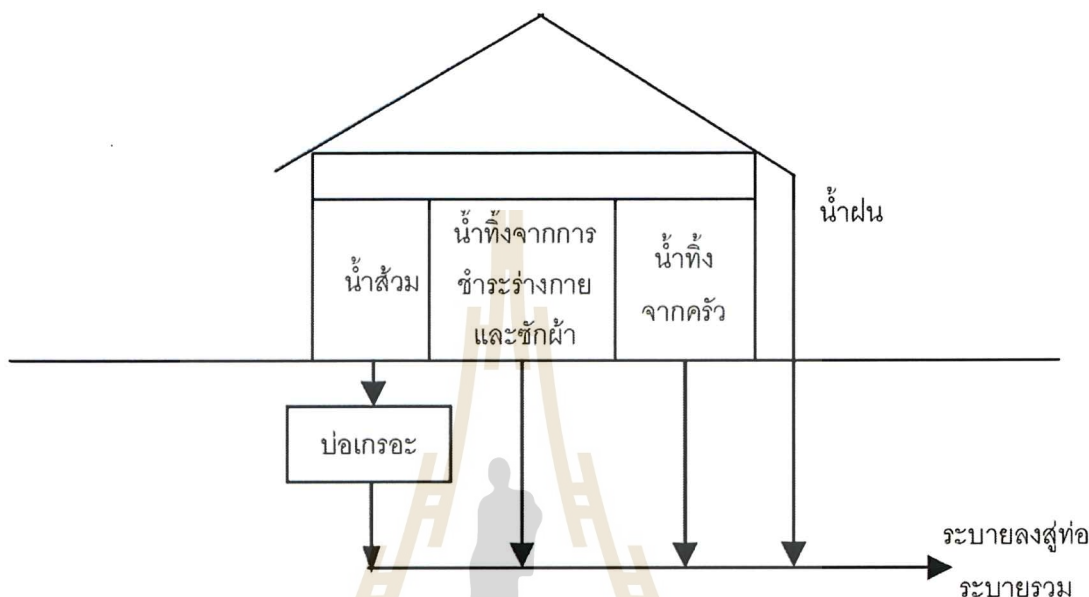 น้ำฝน
น้ำส้วม
น้ำทิ้งจากการ
ชำระร่างกาย
และซักผ้า
น้ำทิ้ง
จากครัว
บ่อเกรอะ
ระบายลงสู่ท่อ
ระบายรวม